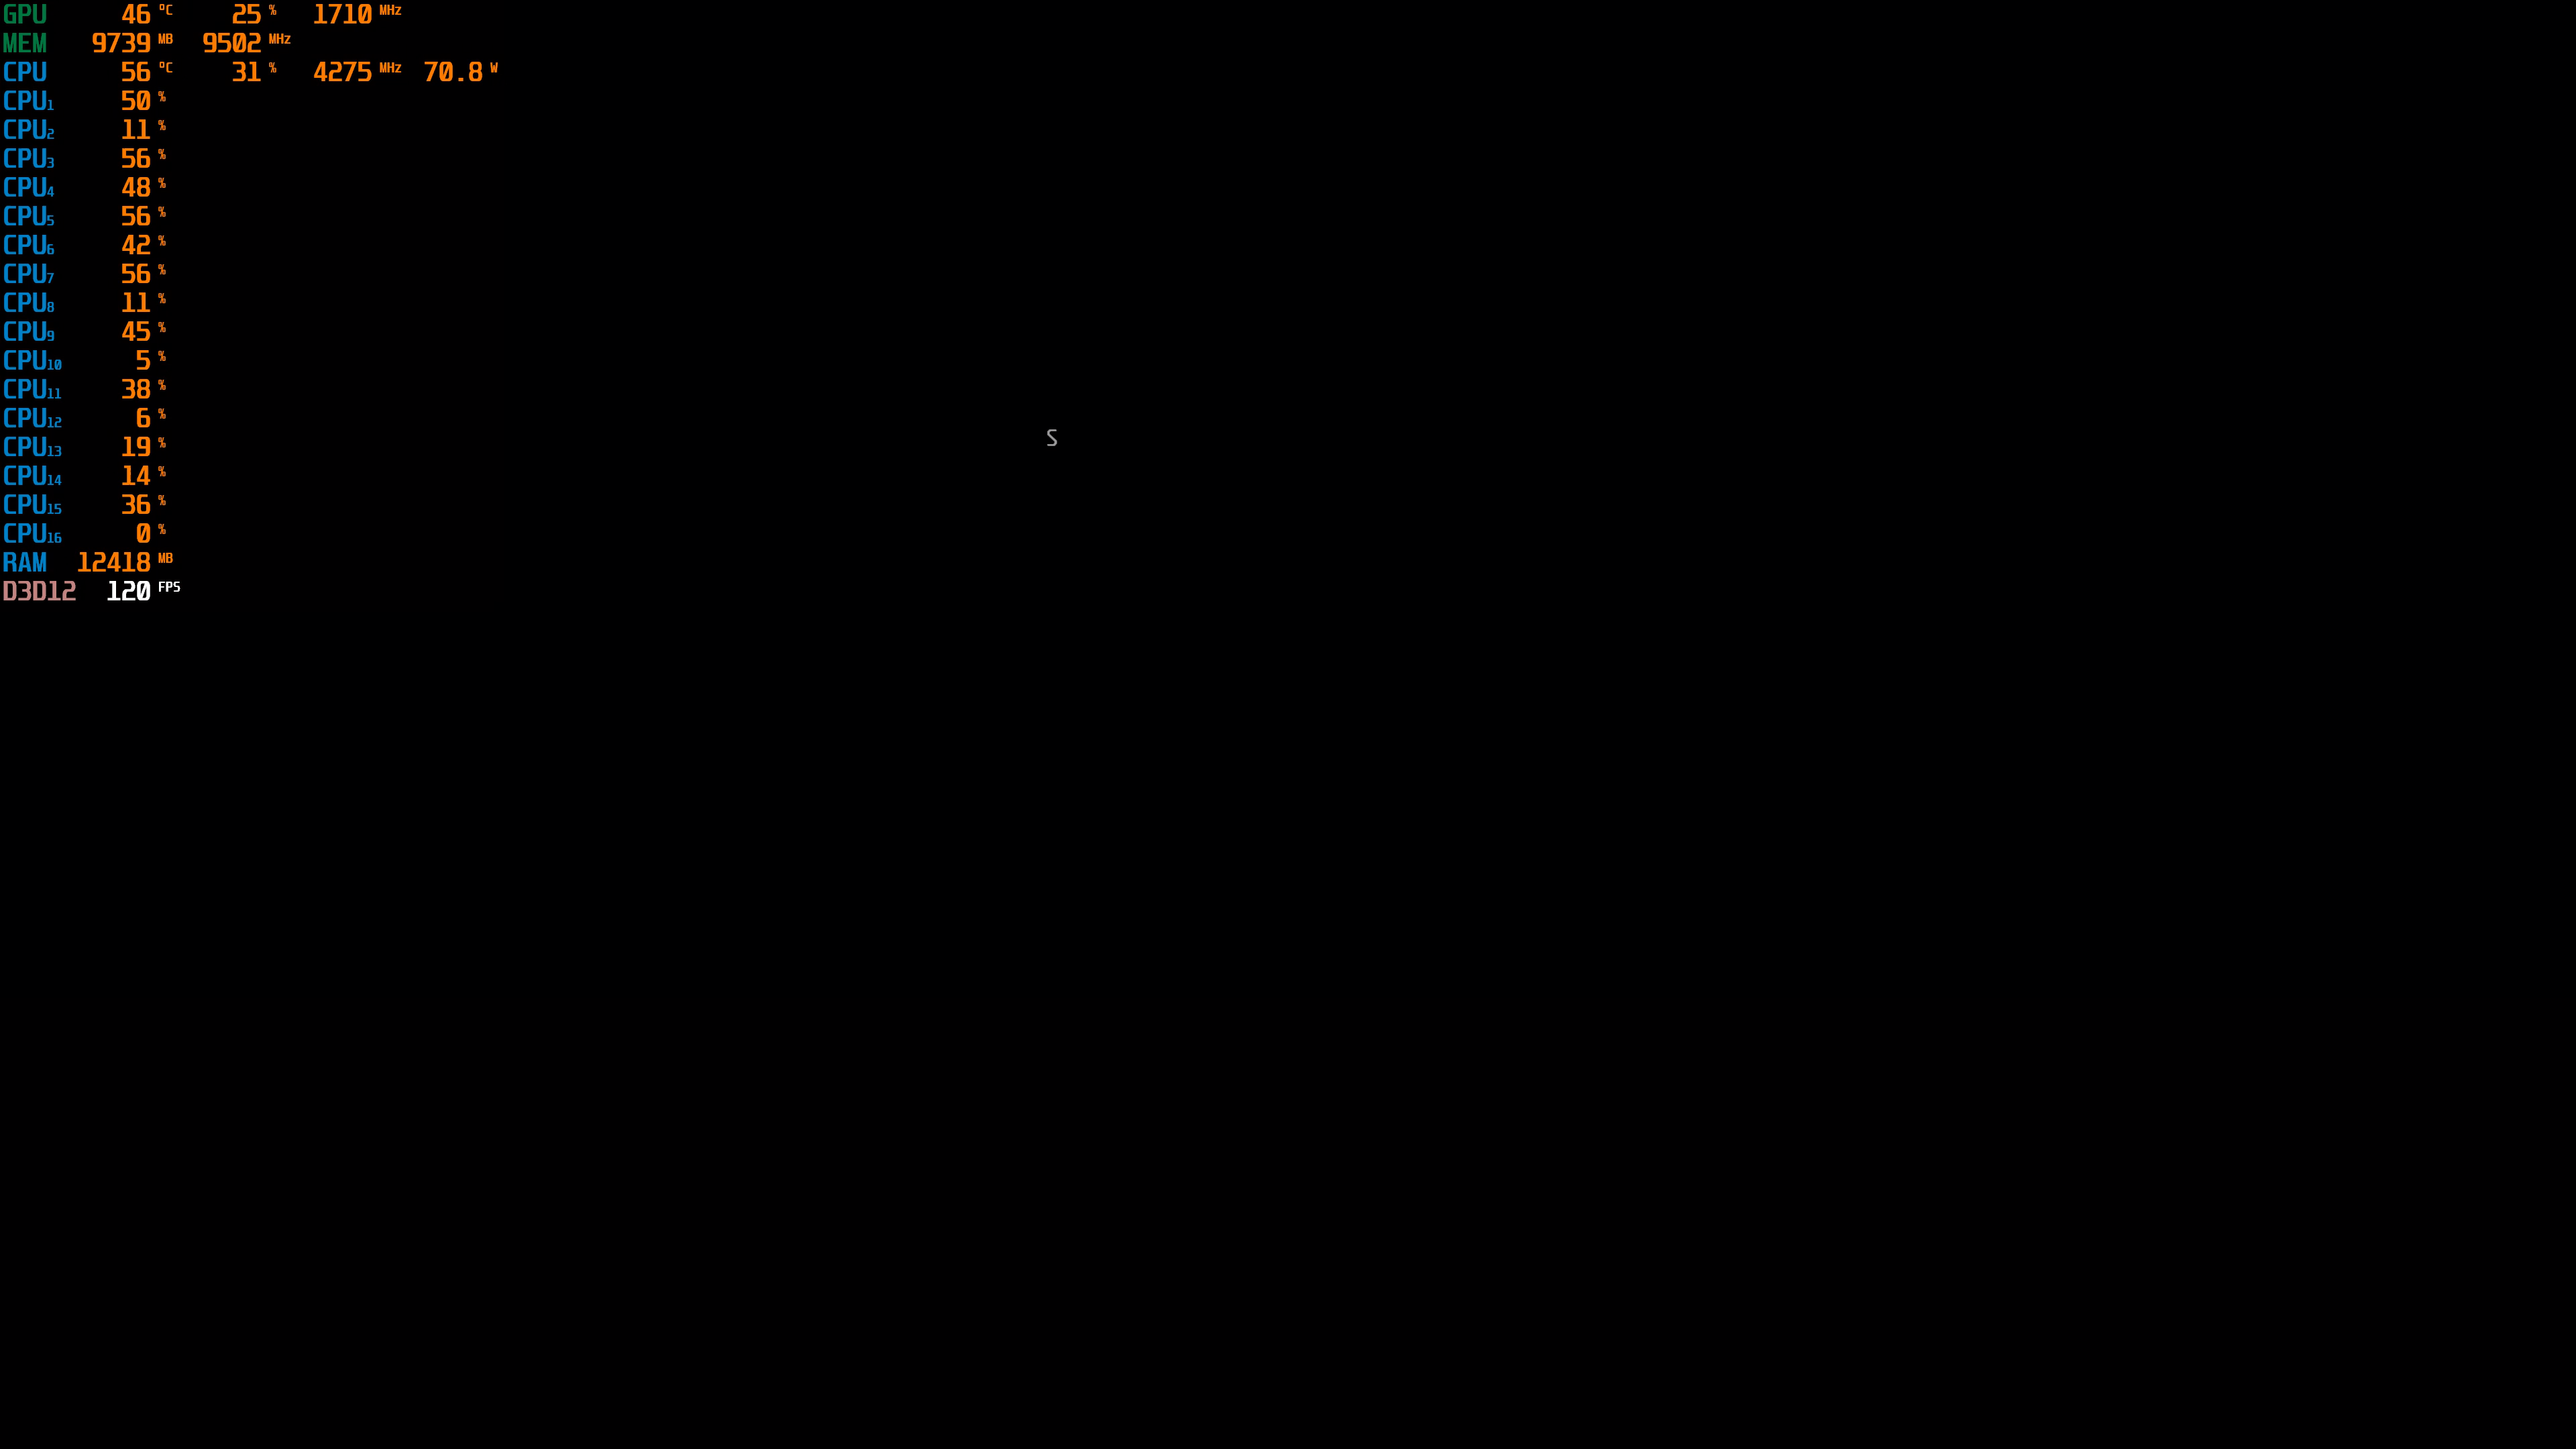 GPU 46 °C 25 % 1710 MHz
MEM 9739 MB 9502 MHz
CPU 56 °C 31 % 4275 MHz 70.8 W
CPU1 50 %
CPU2 11 %
CPU3 56 %
CPU4 48 %
CPU5 56 %
CPU6 42 %
CPU7 56 %
CPU8 11 %
CPU9 45 %
CPU10 5 %
CPU11 38 %
CPU12 6 %
CPU13 19 %
CPU14 14 %
CPU15 36 %
CPU16 0 %
RAM 12418 MB
D3D12 120 FPS
S